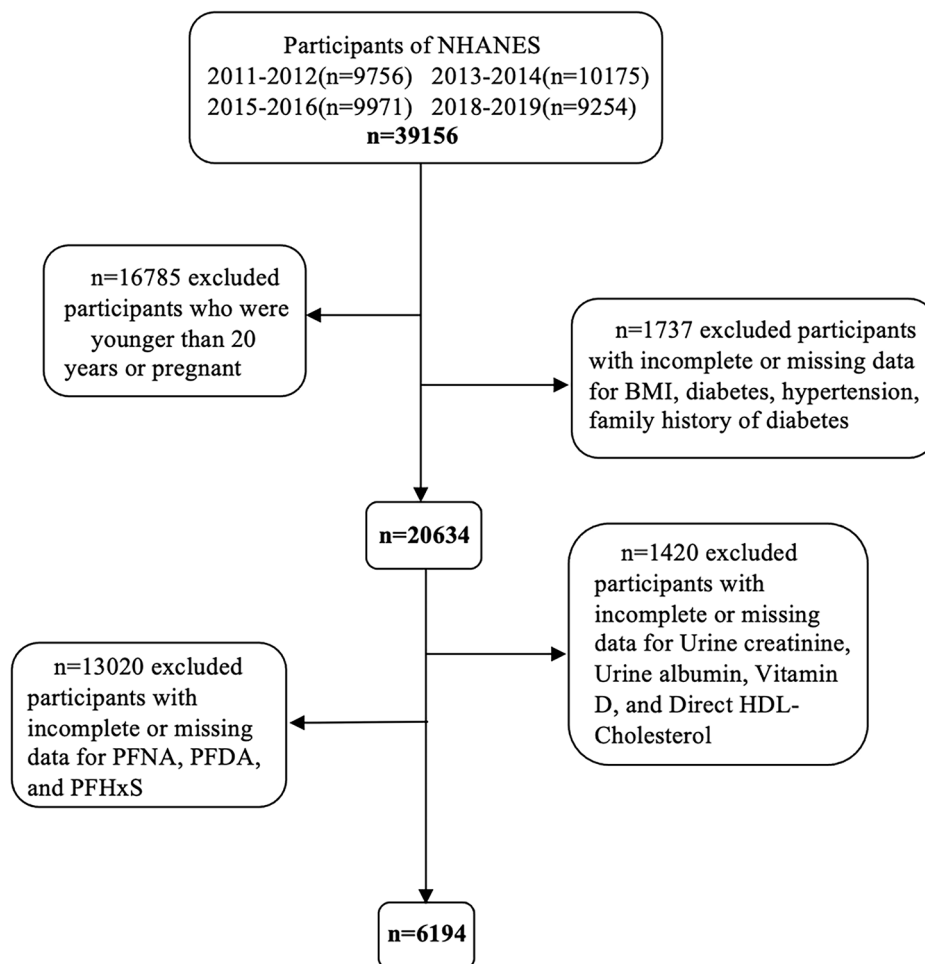 Participants of NHANES
2011-2012(n=9756) 2013-2014(n=10175)
2015-2016(n=9971) 2018-2019(n=9254)
n=39156
n=16785 excluded
participants who were
younger than 20
years or pregnant
n=1737 excluded participants
with incomplete or missing data
for BMI, diabetes, hypertension,
family history of diabetes
n=20634
n=1420 excluded
participants with
incomplete or missing
data for Urine creatinine,
Urine albumin, Vitamin
D, and Direct HDL-
Cholesterol
n=13020 excluded
participants with
incomplete or missing
data for PFNA, PFDA,
and PFHxS
n=6194